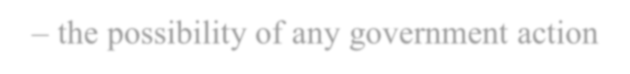 – the possibility of any government action